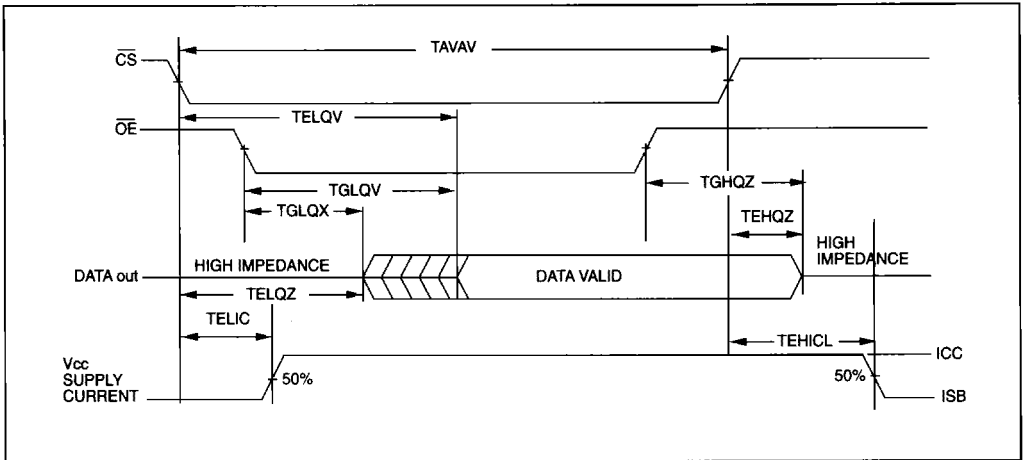 TAVAV
CS
TELQV
OE
TGLQV
TGHQZ
TGLQX
TEHQZ
HIGH
IMPEDANCE
HIGH IMPEDANCE
DATA out
DATA VALID
TELQZ
TELIC
TEHICL
ICC
Vcc
SUPPLY
CURRENT
50%
50%
ISB